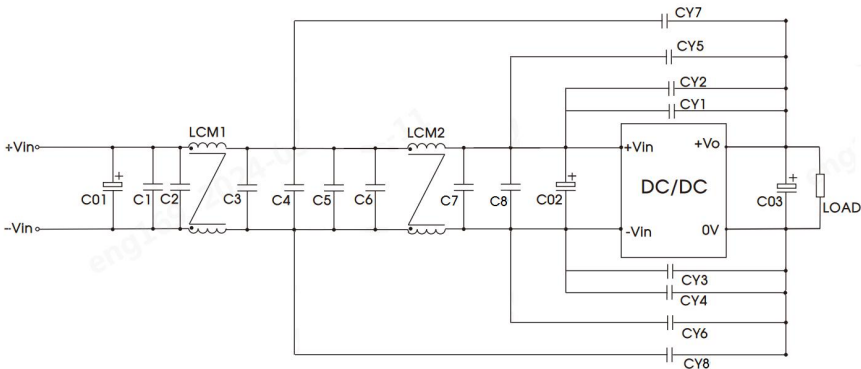 CY7
CY5
CY2
CY1
LCM1
LCM2
+Vin
+Vin
+Vo
+
+
+
C01
C1
C2
C3
C4
C5
C6
C7
C8
C02
DC/DC
C03
LOAD
--Vin
-Vin
0V
CY3
CY4
CY6
CY8